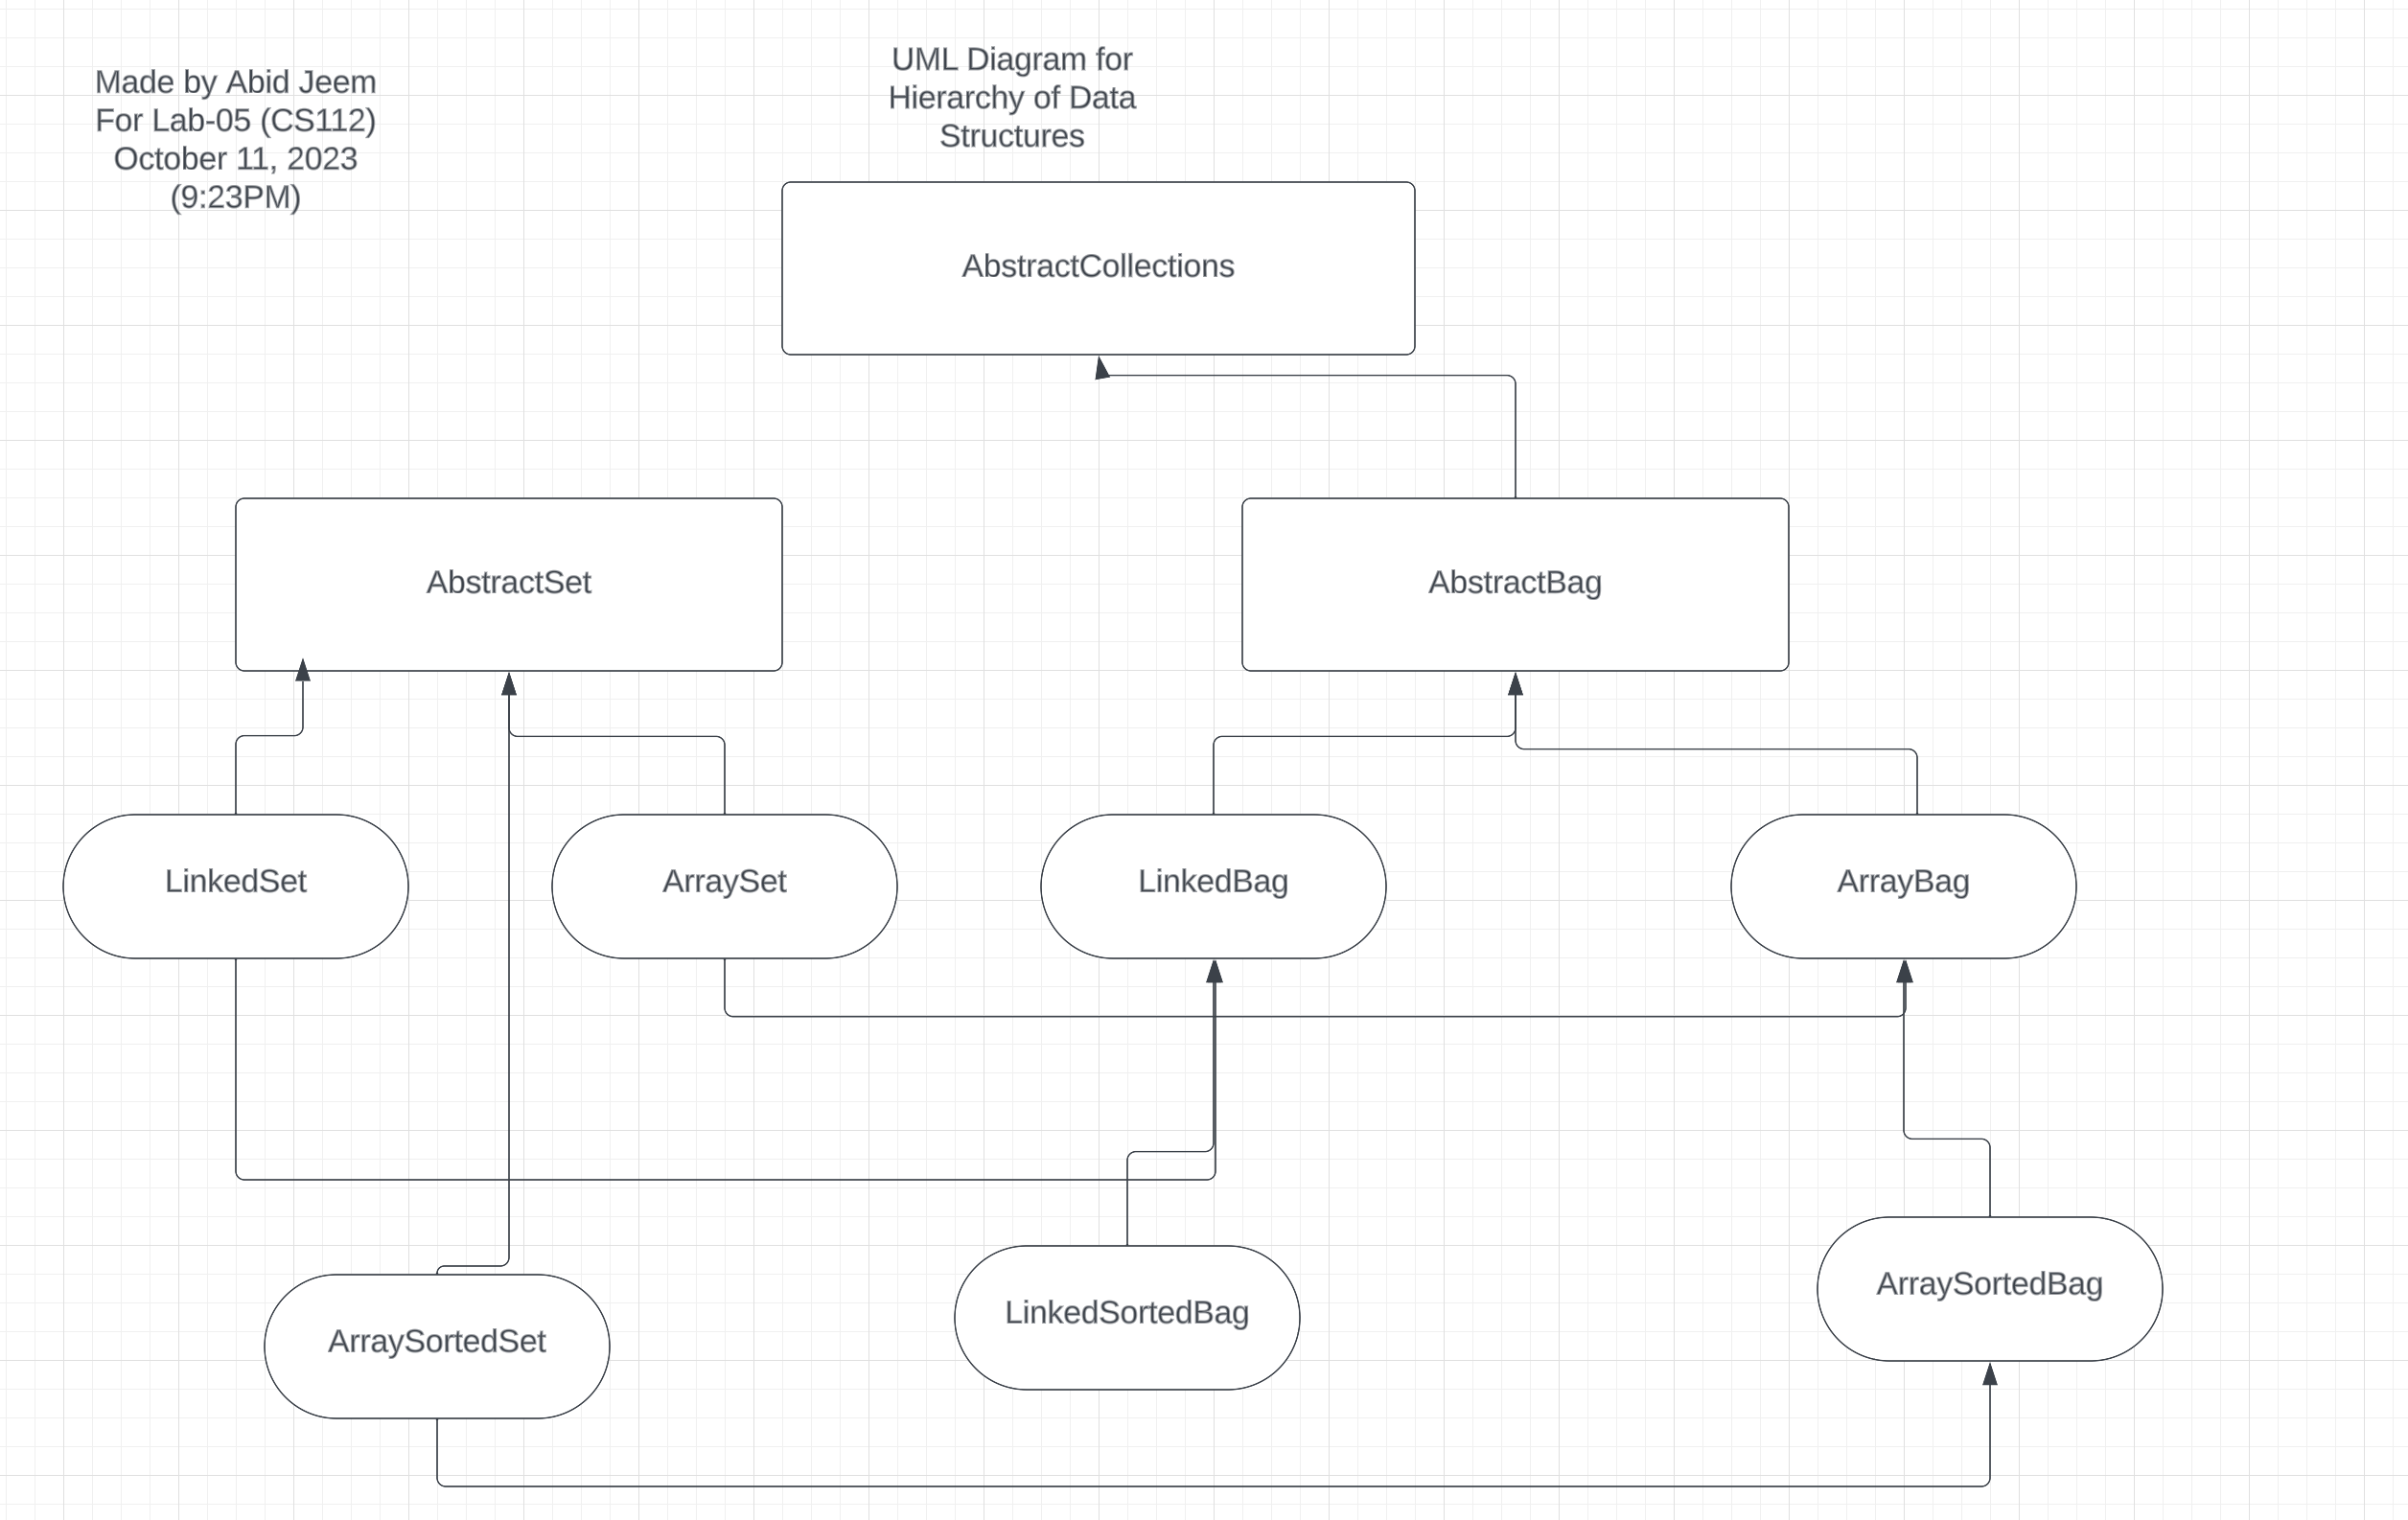 Made by Abid Jeem
For Lab-05 (CS112)
October 11, 2023
(9:23PM)
UML Diagram for
Hierarchy of Data
Structures
AbstractCollections
AbstractSet
AbstractBag
LinkedSet
ArraySet
LinkedBag
ArrayBag
ArraySortedSet
LinkedSortedBag
ArraySortedBag